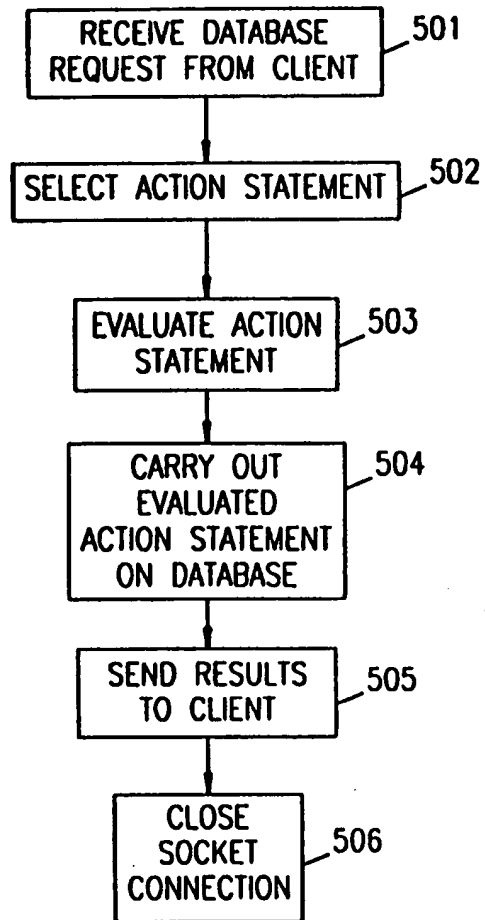 RECEIVE DATABASE
REQUEST FROM CLIENT
501
SELECT ACTION STATEMENT
502
EVALUATE ACTION
STATEMENT
503
CARRY OUT
EVALUATED
ACTION STATEMENT
ON DATABASE
504
SEND RESULTS
TO CLIENT
505
CLOSE
SOCKET
CONNECTION
506